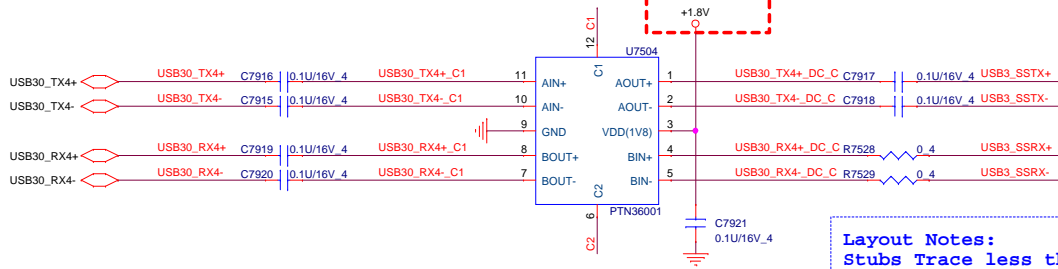 +1.8V
C1
12
U7504
C1
USB30_TX4+ USB30_TX4+ C7916 0.1U/16V_4 USB30_TX4+_C1 11 AIN+ AOUT+ 1 USB30_TX4+_DC_C C7917 0.1U/16V_4 USB3_SSTX+
USB30_TX4- USB30_TX4- C7915 0.1U/16V_4 USB30_TX4-_C1 10 AIN- AOUT- 2 USB30_TX4-_DC_C C7918 0.1U/16V_4 USB3_SSTX-
9 GND VDD(1V8) 3
USB30_RX4+ USB30_RX4+ C7919 0.1U/16V_4 USB30_RX4+_C1 8 BOUT+ BIN+ 4 USB30_RX4+_DC_C R7528 0_4 USB3_SSRX+
USB30_RX4- USB30_RX4- C7920 0.1U/16V_4 USB30_RX4-_C1 7 BOUT- BIN- 5 USB30_RX4-_DC_C R7529 0_4 USB3_SSRX-
C2
6
PTN36001
C2
C7921
0.1U/16V_4
Layout Notes:
Stubs Trace less